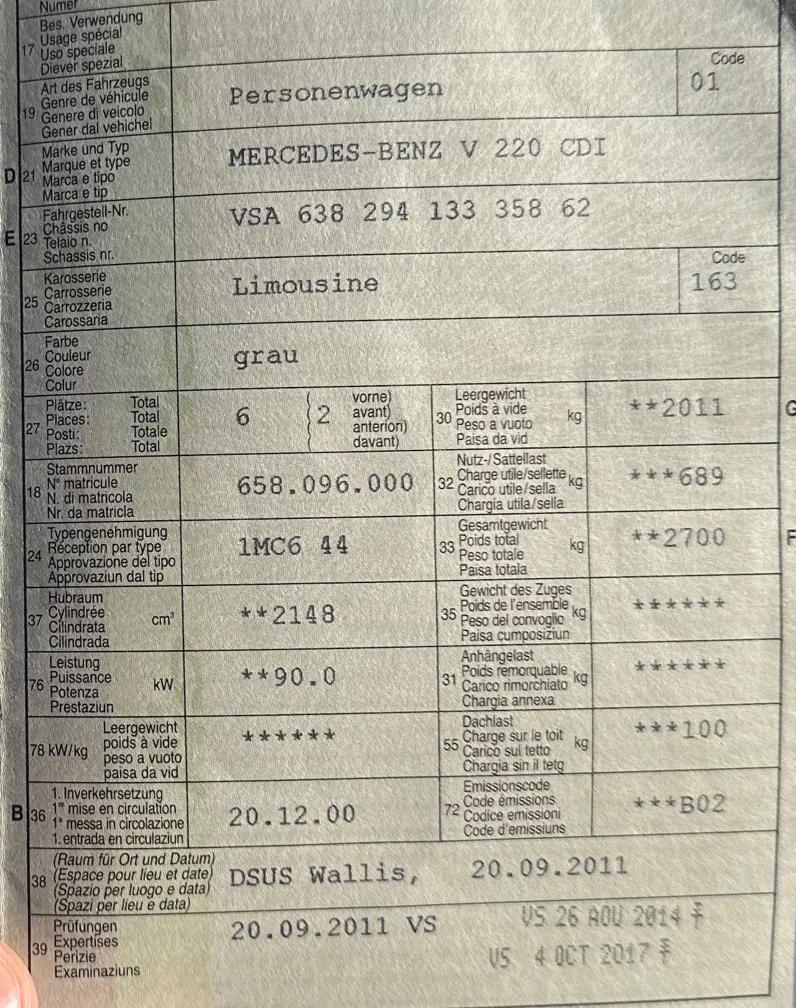 Numer
17 Bes. Verwendung
Usage spécial
Uso speciale
Diever spezial
19 Art des Fahrzeugs
Genre de véhicule
Genere di veicolo
Gener dal vehichel
Personenwagen
Code
01
D 21 Marke und Typ
Marque et type
Marca e tipo
Marca e tip
MERCEDES-BENZ V 220 CDI
E 23 Fahrgestell-Nr.
Châssis no
Telaio n.
Schassis nr.
VSA 638 294 133 358 62
25 Karosserie
Carrosserie
Carrozzeria
Carossaria
Limousine
Code
163
26 Farbe
Couleur
Colore
Colur
grau
27 Plätze: Total
Places: Total
Posti: Totale
Plazs: Total
6 2
vorne)
avant)
anteriori)
davant)
30 Leergewicht
Poids à vide
Peso a vuoto
Paisa da vid
kg
**2011
G
18 Stammnummer
N° matricule
N. di matricola
Nr. da matricla
658.096.000
32 Nutz-/Sattellast
Charge utile/sellette
Carico utile/sella
Chargia utila/sella
kg
***689
24 Typengenehmigung
Réception par type
Approvazione del tipo
Approvaziun dal tip
1MC6 44
33 Gesamtgewicht
Poids total
Peso totale
Paisa totala
kg
**2700
F
37 Hubraum
Cylindrée
Cilindrata
Cilindrada
cm³
**2148
35 Gewicht des Zuges
Poids de l'ensemble
Peso del convoglio
Paisa cumposiziun
kg
******
76 Leistung
Puissance
Potenza
Prestaziun
kW
**90.0
31 Anhängelast
Poids remorquable
Carico rimorchiato
Chargia annexa
kg
******
78 kW/kg
Leergewicht
poids à vide
peso a vuoto
paisa da vid
******
55 Dachlast
Charge sur le toit
Carico sul tetto
Chargia sin il tetg
kg
***100
B 36 1. Inverkehrsetzung
1re mise en circulation
1a messa in circolazione
1. entrada en circulaziun
20.12.00
72 Emissionscode
Code émissions
Codice emissioni
Code d'emissiuns
***B02
38 (Raum für Ort und Datum)
(Espace pour lieu et date)
(Spazio per luogo e data)
(Spazi per lieu e data)
DSUS Wallis, 20.09.2011
39 Prüfungen
Expertises
Perizie
Examinaziuns
20.09.2011 VS
VS 26 AOU 2014
VS 4 OCT 2017